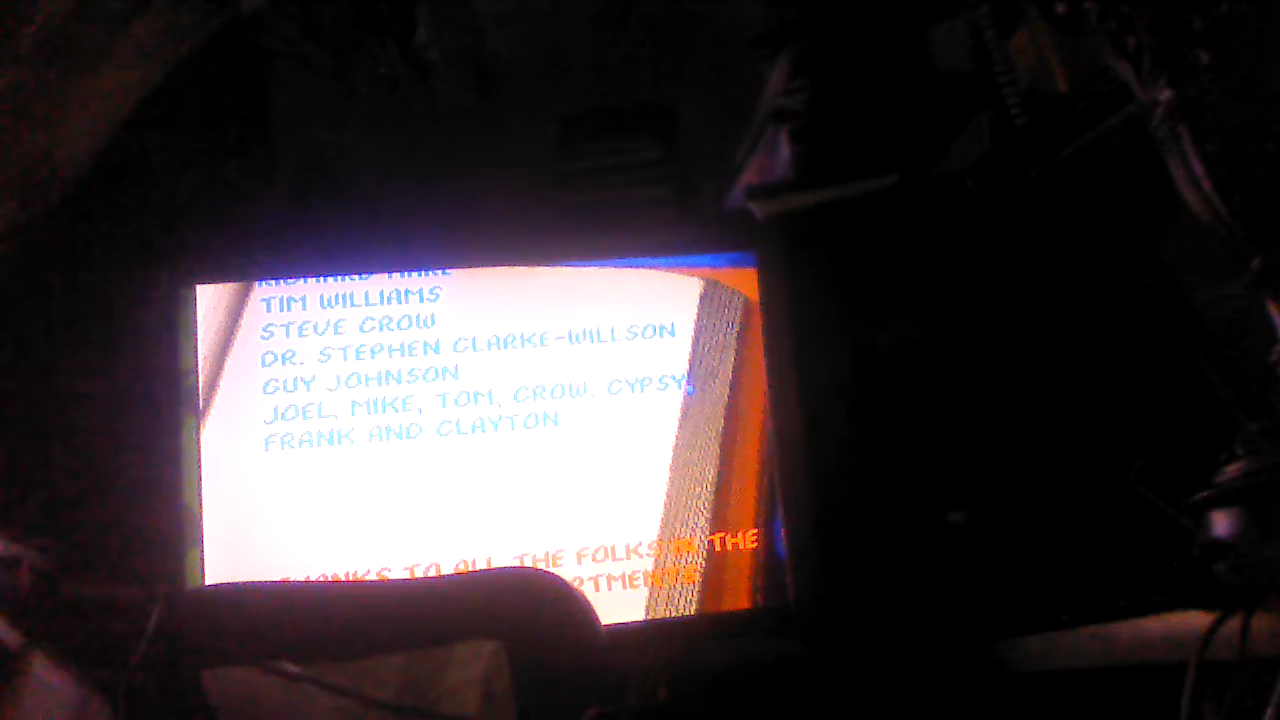 TIM WILLIAMS
STEVE CROW
DR. STEPHEN CLARKE-WILLSON
GUY JOHNSON
JOEL, MIKE, TOM, CROW, GYPSY,
FRANK AND CLAYTON
THANKS TO ALL THE FOLKS IN THE